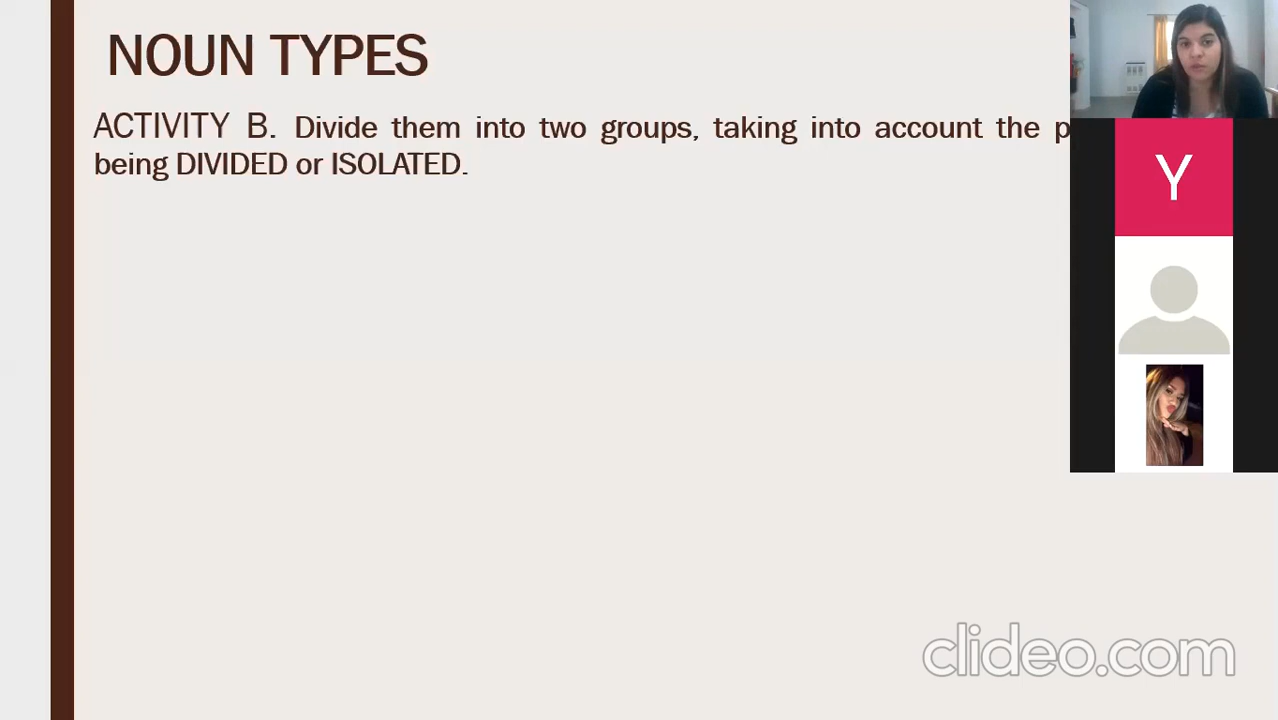 NOUN TYPES
ACTIVITY B. Divide them into two groups, taking into account the
being DIVIDED or ISOLATED.
Y
clideo.com